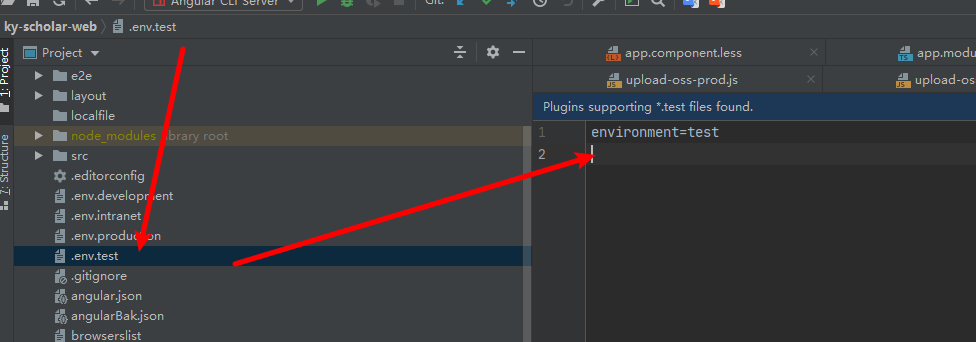 Angular CLI Server
Git:
ky-scholar-web
.env.test
1: Project
7: Structure
Project
e2e
layout
localfile
node_modules library root
src
.editorconfig
.env.development
.env.intranet
.env.production
.env.test
.gitignore
angular.json
angularBak.json
browserslist
app.component.less
app.modu
upload-oss-prod.js
upload-os
Plugins supporting *.test files found.
1 environment=test
2